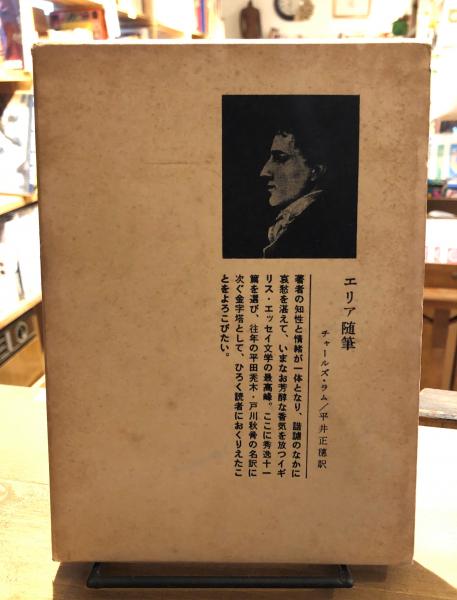 エリア随筆
チャールズ・ラム/平井正穂訳
著者の知性と情緒が一体となり、諧謔のなかに
哀愁を湛えて、いまなお芳醇な香気を放つイギ
リス・エッセイ文学の最高峰。ここに秀逸十一
篇を選び、往年の平田禿木・戸川秋骨の名訳に
次ぐ金字塔として、ひろく読者におくりえたこ
とをよろこびたい。